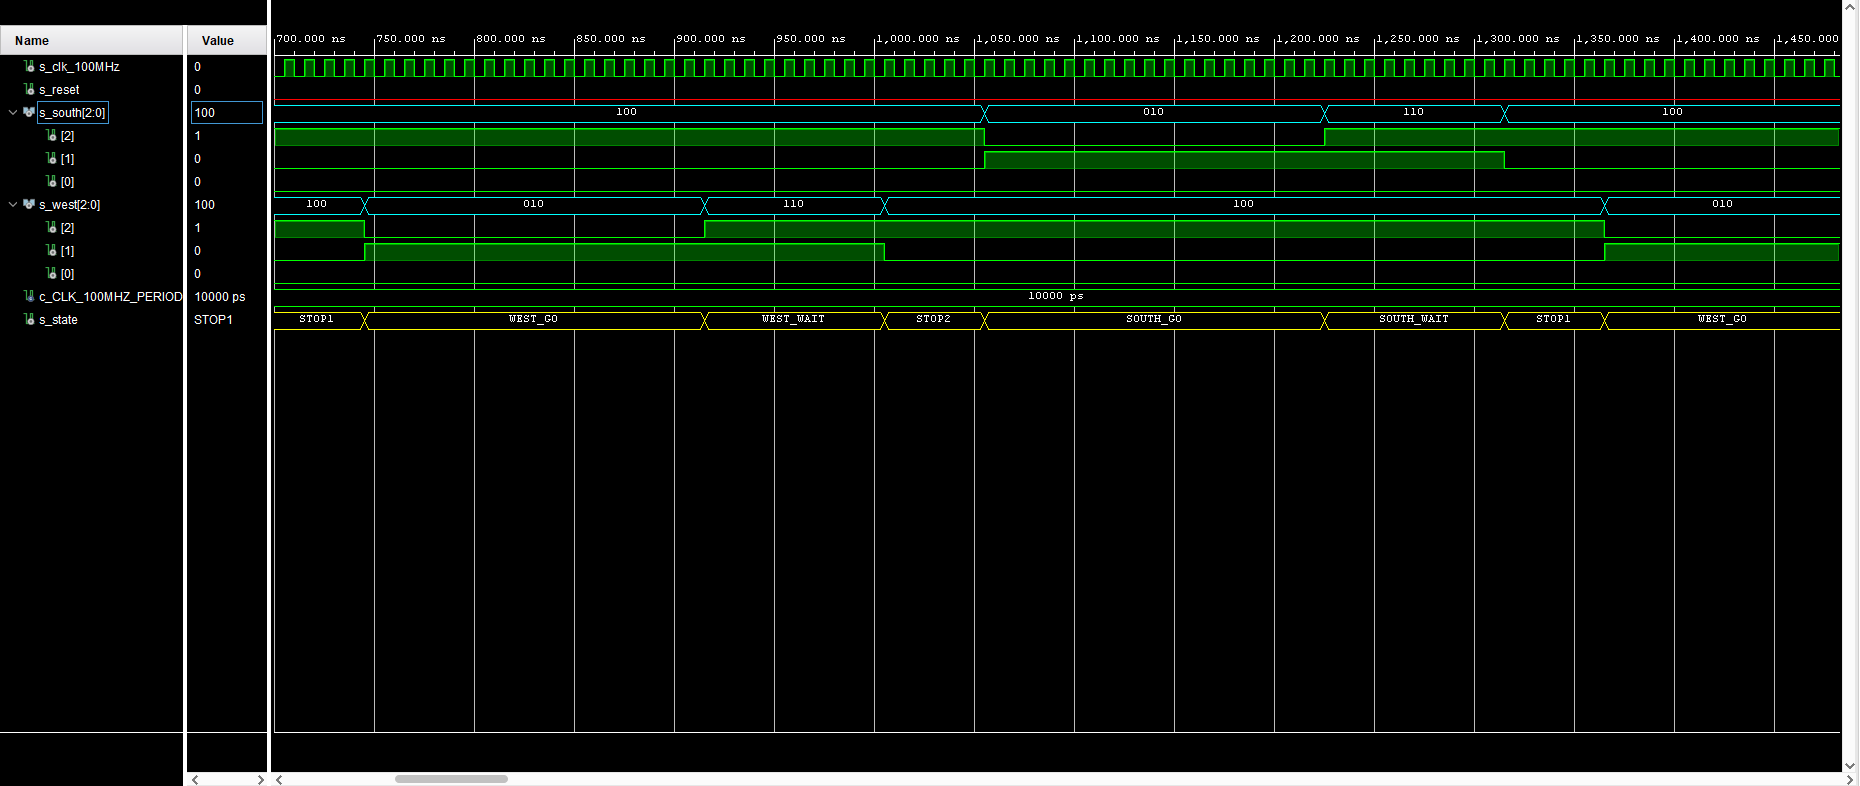 Name Value
700.000 ns 750.000 ns 800.000 ns 850.000 ns 900.000 ns 950.000 ns 1,000.000 ns 1,050.000 ns 1,100.000 ns 1,150.000 ns 1,200.000 ns 1,250.000 ns 1,300.000 ns 1,350.000 ns 1,400.000 ns 1,450.000
s_clk_100MHz 0
s_reset 0
s_south[2:0] 100 100 010 110 100
[2] 1
[1] 0
[0] 0
s_west[2:0] 100 100 010 110 100 010
[2] 1
[1] 0
[0] 0
c_CLK_100MHZ_PERIOD 10000 ps 10000 ps
s_state STOP1 STOP1 WEST_GO WEST_WAIT STOP2 SOUTH_GO SOUTH_WAIT STOP1 WEST_GO